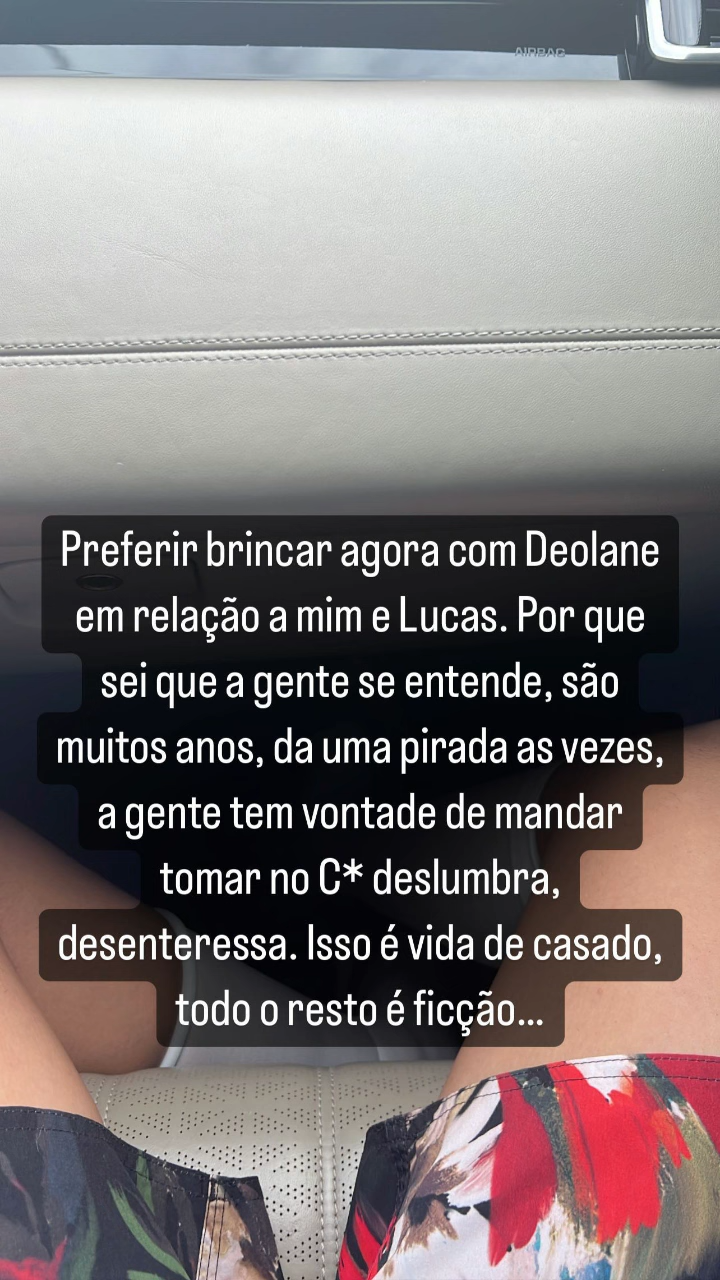 AIRBAG
Preferir brincar agora com Deolane
em relação a mim e Lucas. Por que
sei que a gente se entende, são
muitos anos, da uma pirada as vezes,
a gente tem vontade de mandar
tomar no C* deslumbra,
desenteressa. Isso é vida de casado,
todo o resto é ficção...